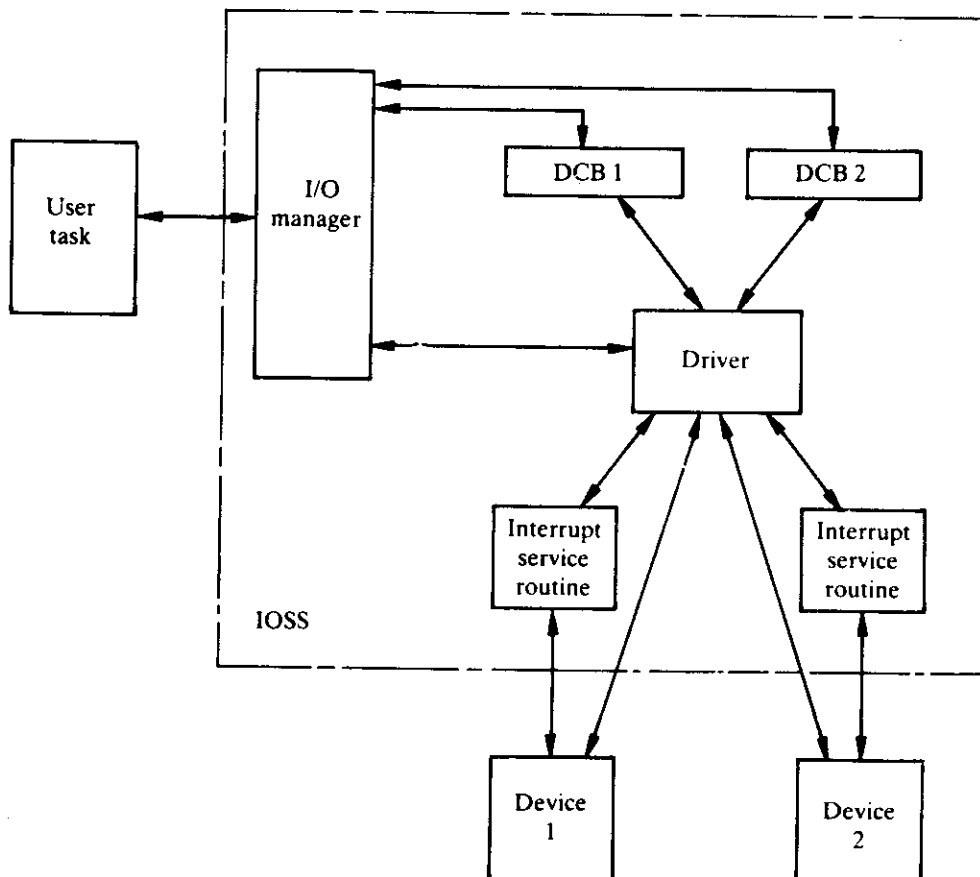 User
task
I/O
manager
DCB 1
DCB 2
Driver
Interrupt
service
routine
Interrupt
service
routine
IOSS
Device
1
Device
2